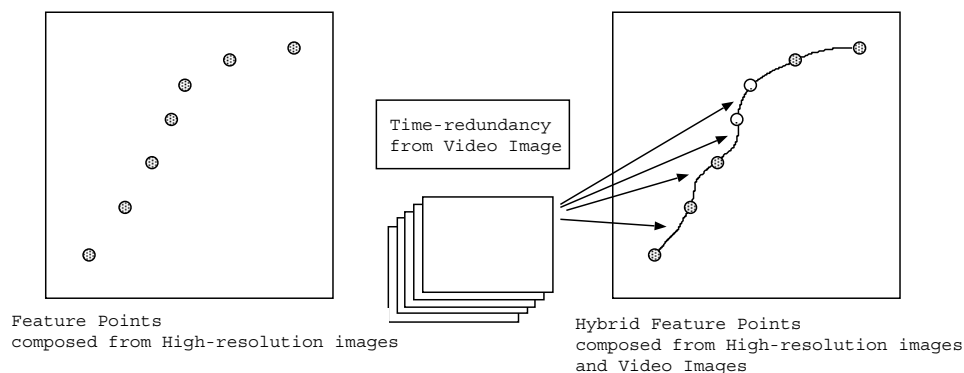 Time-redundancy
from Video Image
Feature Points
composed from High-resolution images
Hybrid Feature Points
composed from High-resolution images
and Video Images